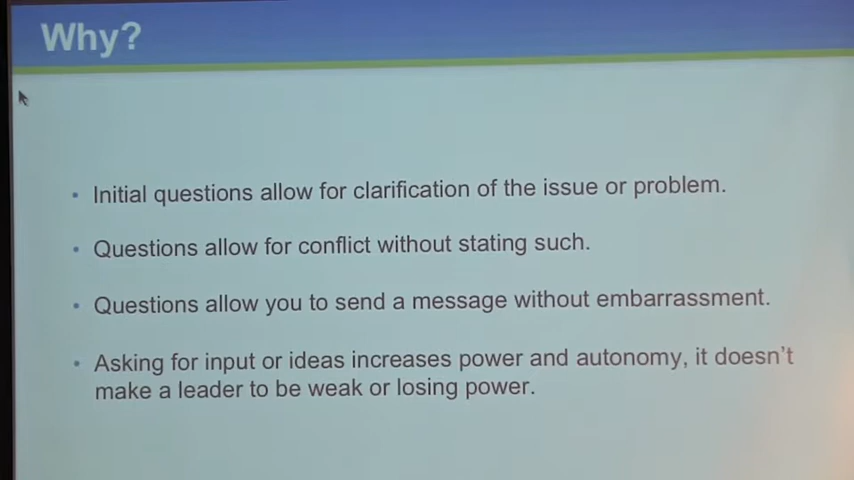 Why?
• Initial questions allow for clarification of the issue or problem.
• Questions allow for conflict without stating such.
• Questions allow you to send a message without embarrassment.
• Asking for input or ideas increases power and autonomy, it doesn't
make a leader to be weak or losing power.